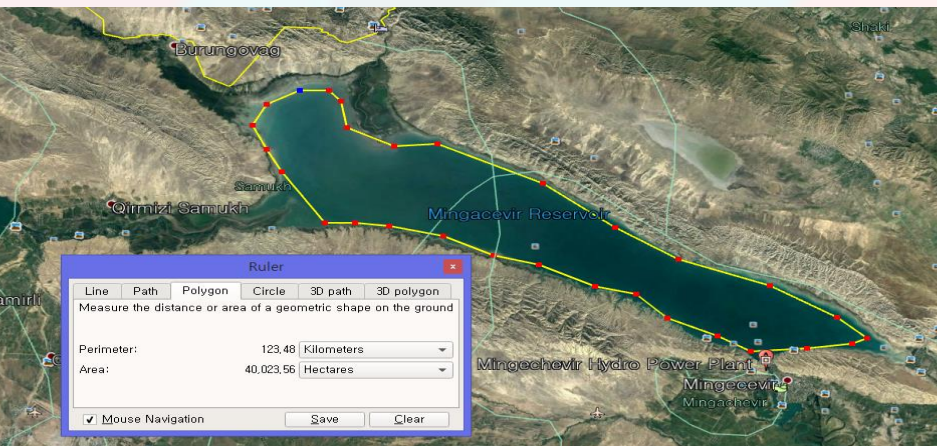 Burungovag
Shaki
Samukh
Qirmizi Samukh
Mingacevir Reservoir
Ruler
Line Path Polygon Circle 3D path 3D polygon
Measure the distance or area of a geometric shape on the ground
Perimeter: 123,48 Kilometers
Area: 40,023,56 Hectares
Mouse Navigation Save Clear
amirli
Mingechevir Hydro Power Plant
Mingecevir
Mingachevir